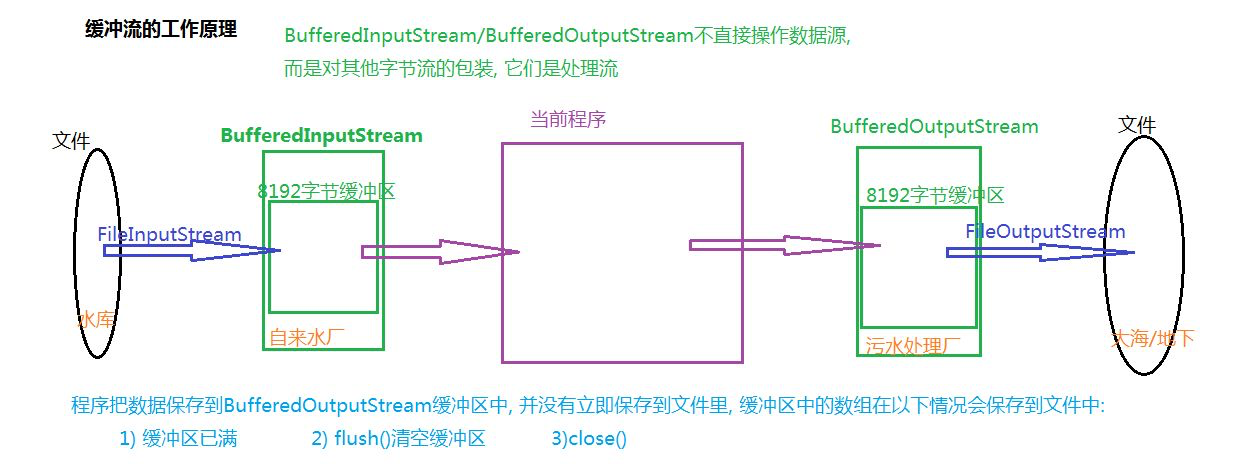 缓冲流的工作原理
BufferedInputStream/BufferedOutputStream不直接操作数据源,
而是对其他字节流的包装, 它们是处理流
文件
BufferedInputStream
当前程序
BufferedOutputStream
文件
8192字节缓冲区
8192字节缓冲区
FileInputStream
FileOutputStream
水库
自来水厂
污水处理厂
大海/地下
程序把数据保存到BufferedOutputStream缓冲区中, 并没有立即保存到文件里, 缓冲区中的数组在以下情况会保存到文件中:
1) 缓冲区已满 2) flush()清空缓冲区 3)close()